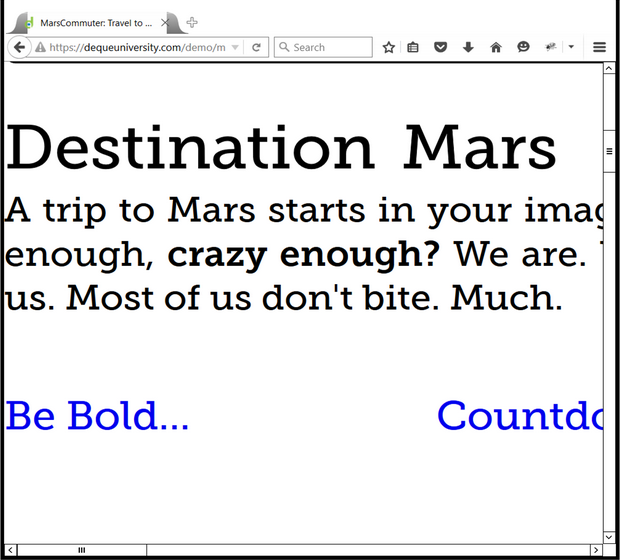 MarsCommuter: Travel to ...
https://dequeuniversity.com/demo/m
Search
Destination Mars
A trip to Mars starts in your imag
enough, crazy enough? We are.
us. Most of us don't bite. Much.
Be Bold...
Countdo